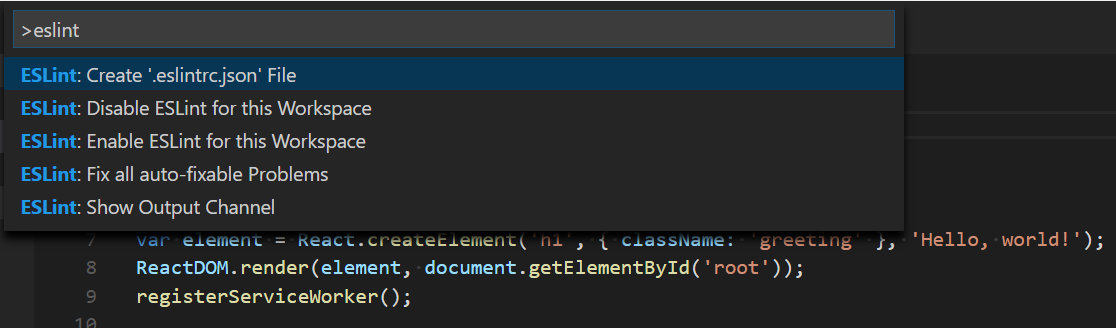 >eslint
ESLint: Create '.eslintrc.json' File
ESLint: Disable ESLint for this Workspace
ESLint: Enable ESLint for this Workspace
ESLint: Fix all auto-fixable Problems
ESLint: Show Output Channel
7 var element = React.createElement('h1', { className: 'greeting' }, 'Hello, world!');
8 ReactDOM.render(element, document.getElementById('root'));
9 registerServiceWorker();
10